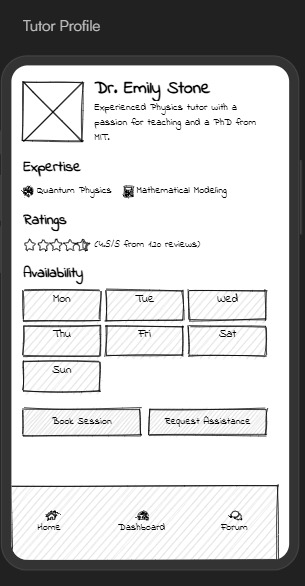 Tutor Profile
Dr. Emily Stone
Experienced Physics tutor with a
passion for teaching and a PhD from
MIT.
Expertise
Quantum Physics Mathematical Modeling
Ratings
(4.5/5 from 120 reviews)
Availability
Mon Tue Wed
Thu Fri Sat
Sun
Book Session Request Assistance
Home Dashboard Forum